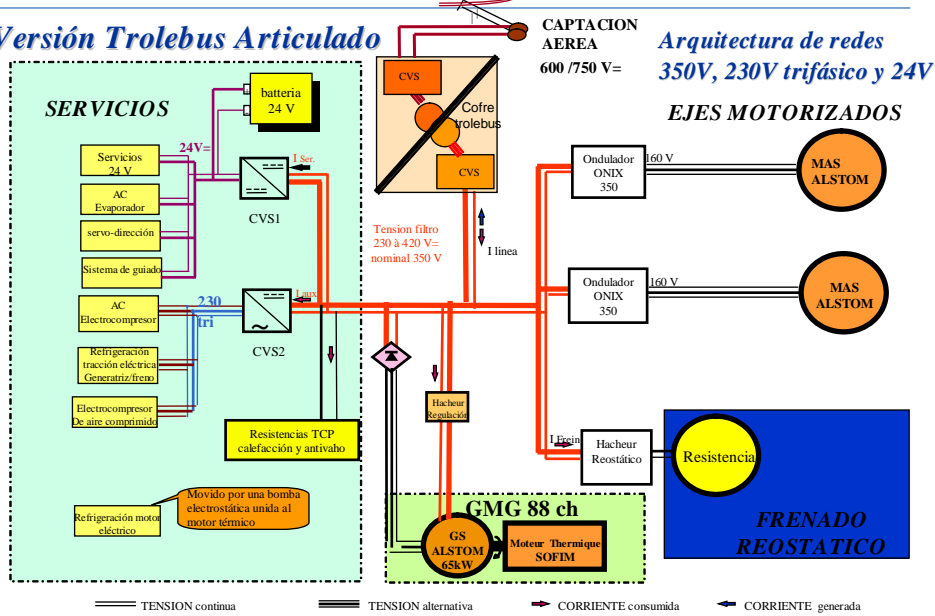 Versión Trolebus Articulado
CAPTACION
AEREA
600 /750 V=
Arquitectura de redes
350V, 230V trifásico y 24V
SERVICIOS
batteria
24 V
CVS
Cofre
trolebus
CVS
EJES MOTORIZADOS
Servicios
24 V
24V=
AC
Evaporador
servo-dirección
Sistema de guiado
I Ser.
CVS1
Tension filtro
230 à 420 V=
nominal 350 V
I linea
Ondulador
ONIX
350
160 V
MAS
ALSTOM
Ondulador
ONIX
350
160 V
MAS
ALSTOM
AC
Electrocompresor
230
tri
I aux
CVS2
Refrigeración
tracción eléctrica
Generatriz/freno
Electrocompresor
De aire comprimido
Resistencias TCP
calefacción y antivaho
Hacheur
Regulación
I Frein
Hacheur
Reostático
Resistencia
FRENADO
REOSTATICO
Refrigeración motor
eléctrico
Movido por una bomba
electrostática unida al
motor térmico
GMG 88 ch
GS
ALSTOM
65kW
Moteur Thermique
SOFIM
TENSION continua
TENSION alternativa
CORRIENTE consumida
CORRIENTE generada